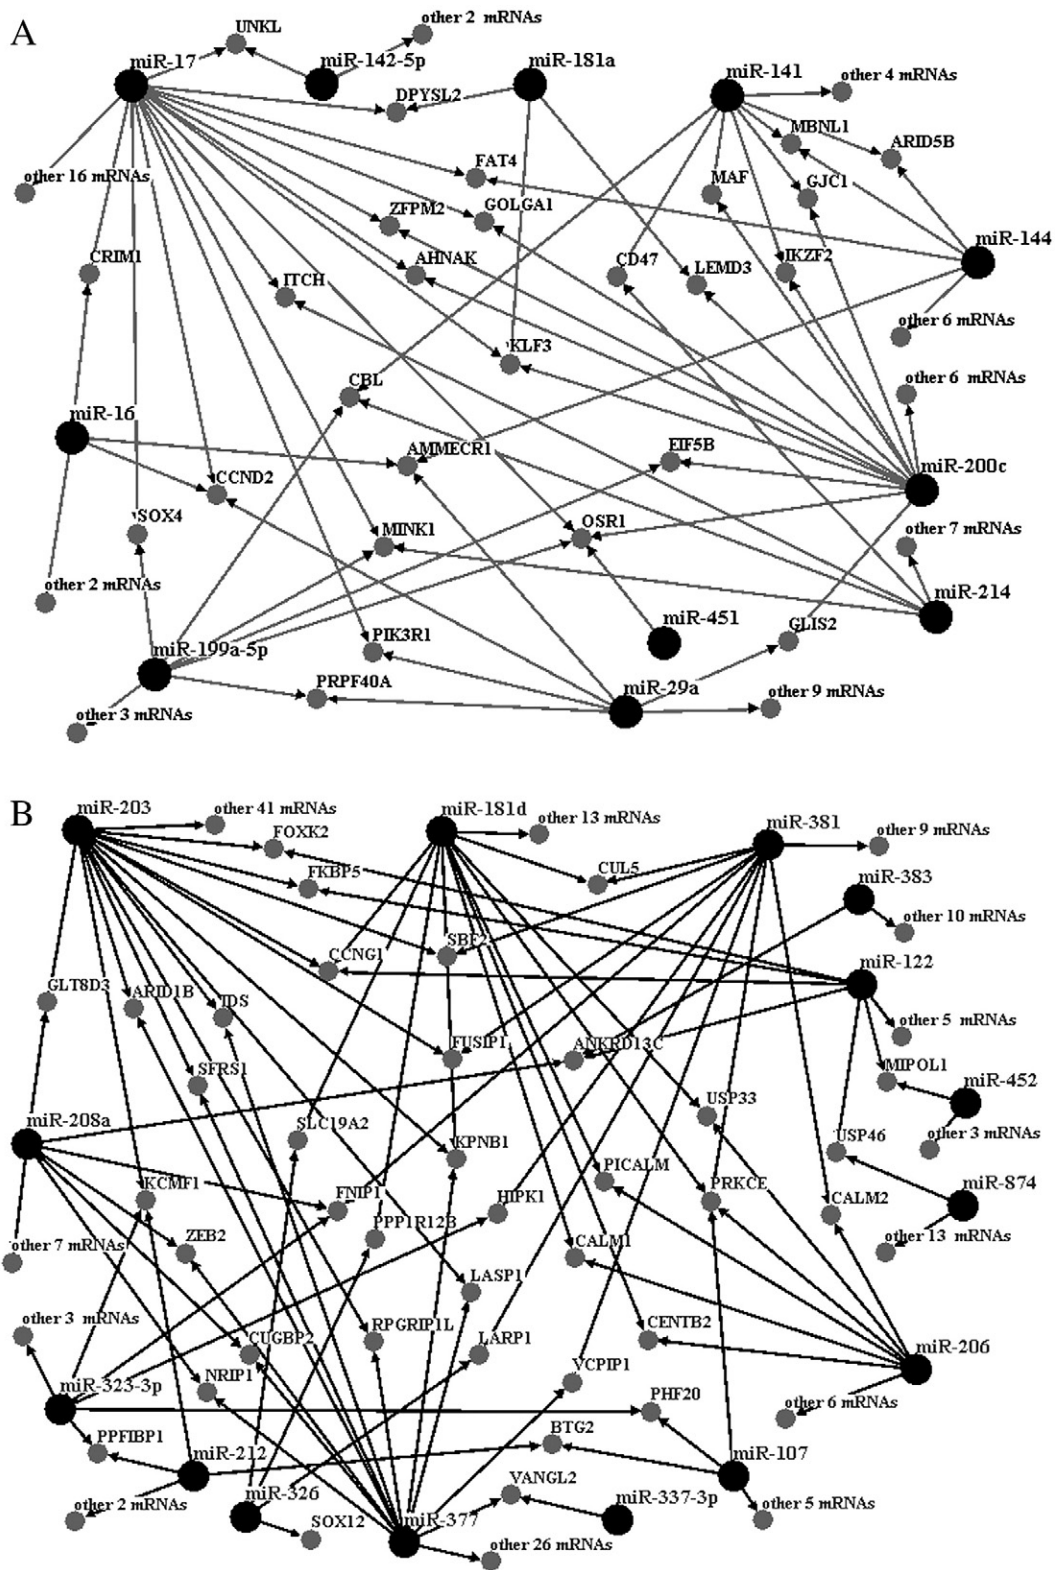 A
other 2 mRNAs
UNKL
miR-17
miR-142-5p
miR-181a
miR-141
other 4 mRNAs
DPYSL2
MBNL1
ARID5B
FAT4
other 16 mRNAs
MAF
GJC1
ZFPM2
GOLGA1
miR-144
CRIM1
AHNAK
CD47
LEMD3
IKZF2
ITCH
other 6 mRNAs
KLF3
CBL
other 6 mRNAs
miR-16
AMMECR1
EIF5B
miR-200c
CCND2
SOX4
MINK1
OSR1
other 7 mRNAs
other 2 mRNAs
miR-214
miR-451
GLIS2
miR-199a-5p
PIK3R1
PRPF40A
miR-29a
other 9 mRNAs
other 3 mRNAs
B
miR-203
other 41 mRNAs
miR-181d
other 13 mRNAs
miR-381
other 9 mRNAs
FOXK2
FKBP5
CUL5
miR-383
other 10 mRNAs
SBF2
CCNG1
miR-122
GLT8D3
ARID1B
IDS
other 5 mRNAs
FUSIP1
ANKRD13C
MIPOL1
miR-452
SFRS1
USP33
miR-208a
SLC19A2
KPNB1
USP46
other 3 mRNAs
PICALM
KCMF1
FNIP1
HIPK1
PRKCE
CALM2
miR-874
PPP1R12B
other 7 mRNAs
ZEB2
CALM1
other 13 mRNAs
LASP1
other 3 mRNAs
CUGBP2
RPGRIP1L
LARP1
CENTB2
miR-206
NRIP1
VCPIP1
miR-323-3p
PHF20
other 6 mRNAs
PPFIBP1
miR-212
BTG2
miR-107
other 2 mRNAs
miR-326
VANGL2
miR-337-3p
other 5 mRNAs
SOX12
miR-377
other 26 mRNAs